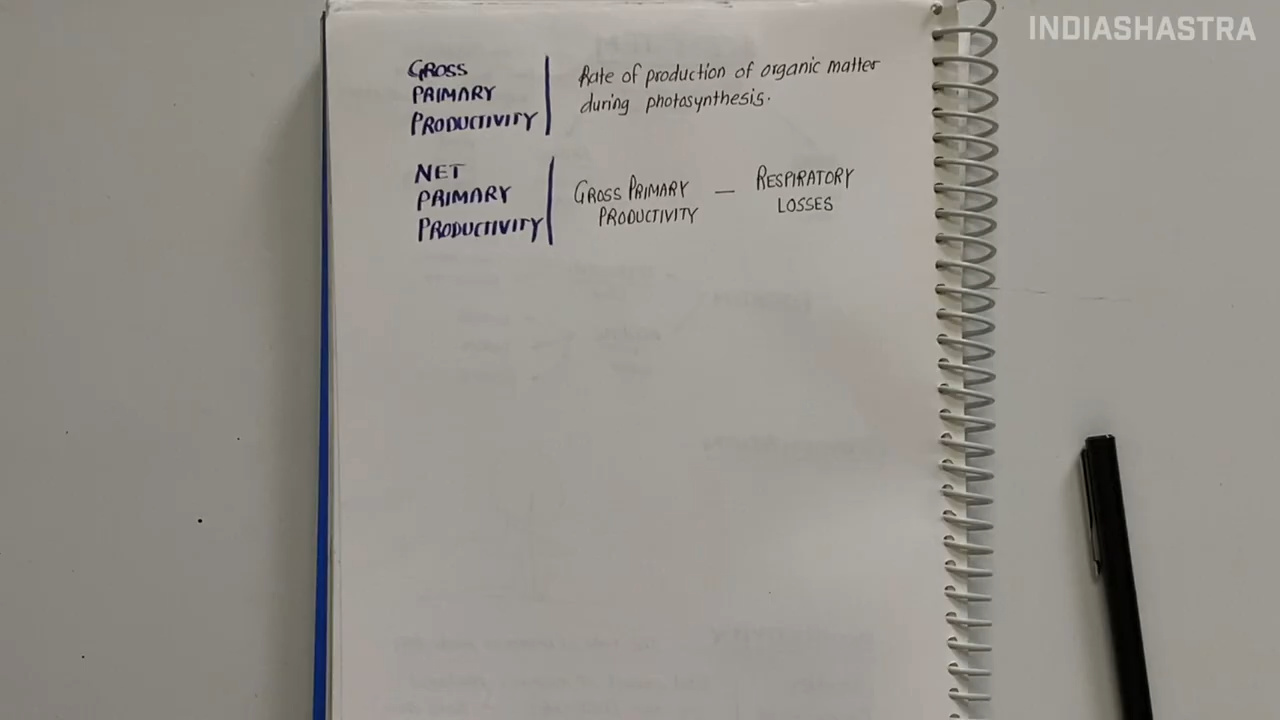 INDIASHASTRA
GROSS
PRIMARY
PRODUCTIVITY
Rate of production of organic matter
during photosynthesis.
NET
PRIMARY
PRODUCTIVITY
GROSS PRIMARY
PRODUCTIVITY
—
RESPIRATORY
LOSSES